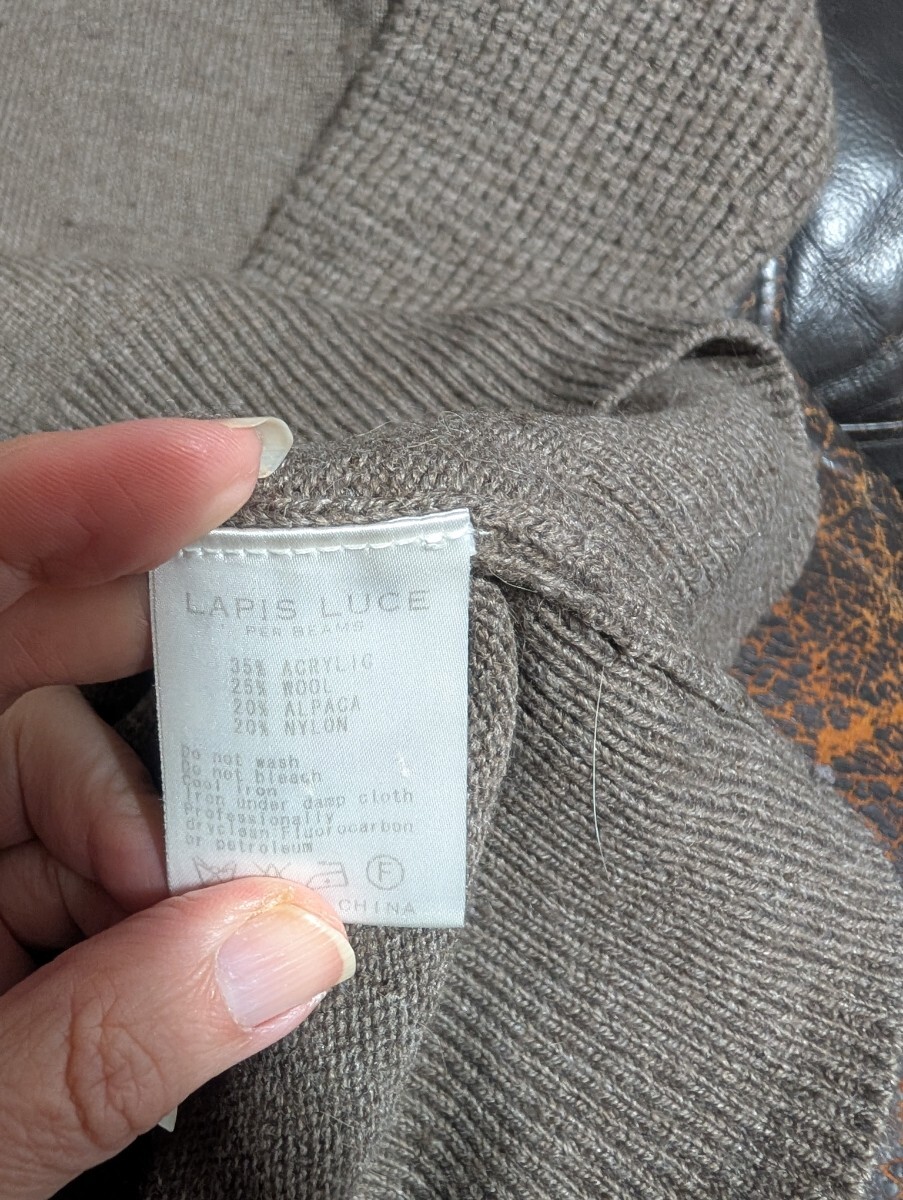 LAPIS LUCE
PER BEAMS
35% ACRYLIC
25% WOOL
20% ALPACA
20% NYLON
Do not wash
Do not bleach
Cool iron
Iron under damp cloth
Professionally
dryclean Fluorocarbon
or petroleum
F
CHINA